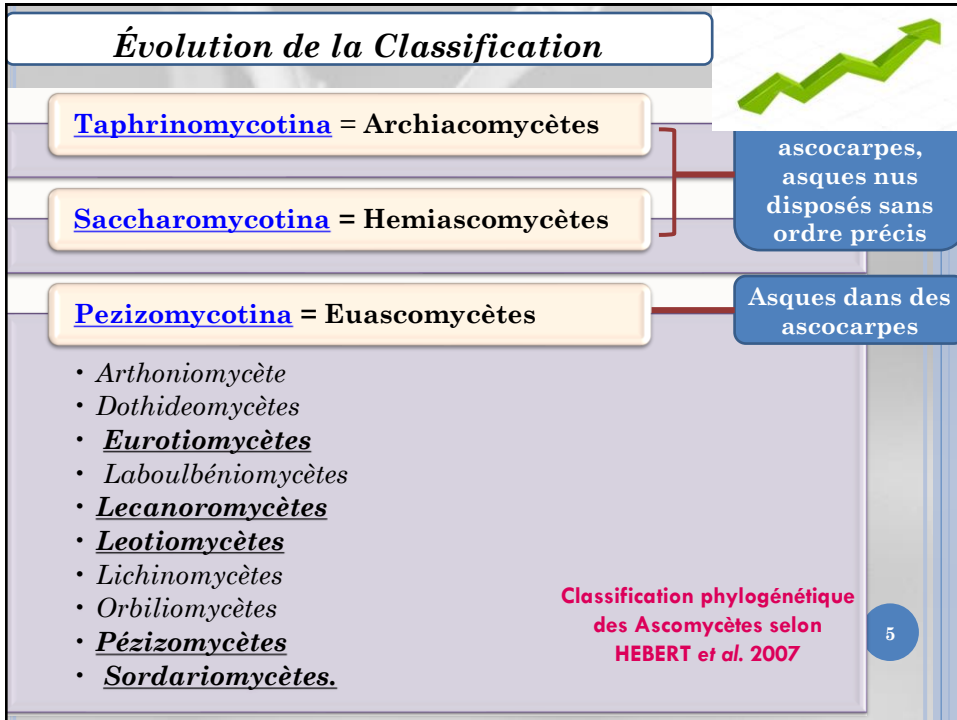 Évolution de la Classification
Taphrinomycotina = Archiacomycètes
ascocarpes,
asques nus
disposés sans
ordre précis
Saccharomycotina = Hemiascomycètes
Pezizomycotina = Euascomycètes
Asques dans des
ascocarpes
• Arthoniomycète
• Dothideomycètes
• Eurotiomycètes
• Laboulbéniomycètes
• Lecanoromycètes
• Leotiomycètes
• Lichinomycètes
• Orbiliomycètes
• Pézizomycètes
• Sordariomycètes.
Classification phylogénétique
des Ascomycètes selon
HEBERT et al. 2007
5